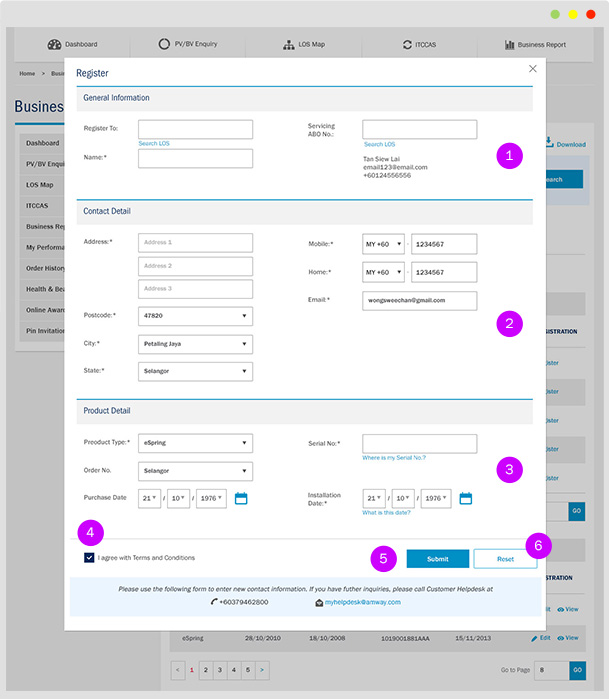 Dashboard PV/BV Enquiry LOS Map ITCCAS Business Report
Home > Busin
Register
Busines
General Information
Register To:
Search LOS
Name:*
Servicing
ABO No.:
Search LOS
Tan Siew Lai
email123@email.com
+60124556556
1
Download
earch
Dashboard
PV/BV Enqui
LOS Map
ITCCAS
Business Rep
My Performa
Order History
Health & Bea
Online Awar
Pin Invitation
Contact Detail
Address:* Address 1
Address 2
Address 3
Postcode:* 47820
City:* Petaling Jaya
State:* Selangor
Mobile:* MY +60 - 1234567
Home:* MY +60 - 1234567
Email:* wongsweechan@gmail.com
2
GISTRATION
ister
ister
ister
ister
ister
GO
Product Detail
Preoduct Type:* eSpring
Order No. Selangor
Purchase Date 21 / 10 / 1976
Serial No:*
Where is my Serial No.?
Installation
Date:* 21 / 10 / 1976
What is this date?
3
4
I agree with Terms and Conditions
5
Submit
Reset
6
Please use the following form to enter new contact information. If you have futher inquiries, please call Customer Helpdesk at
+60379462800 myhelpdesk@amway.com
STRATION
dit View
eSpring 28/10/2010 18/10/2008 1019001881AAA 15/11/2013 Edit View
< 1 2 3 4 5 >
Go to Page 8 GO